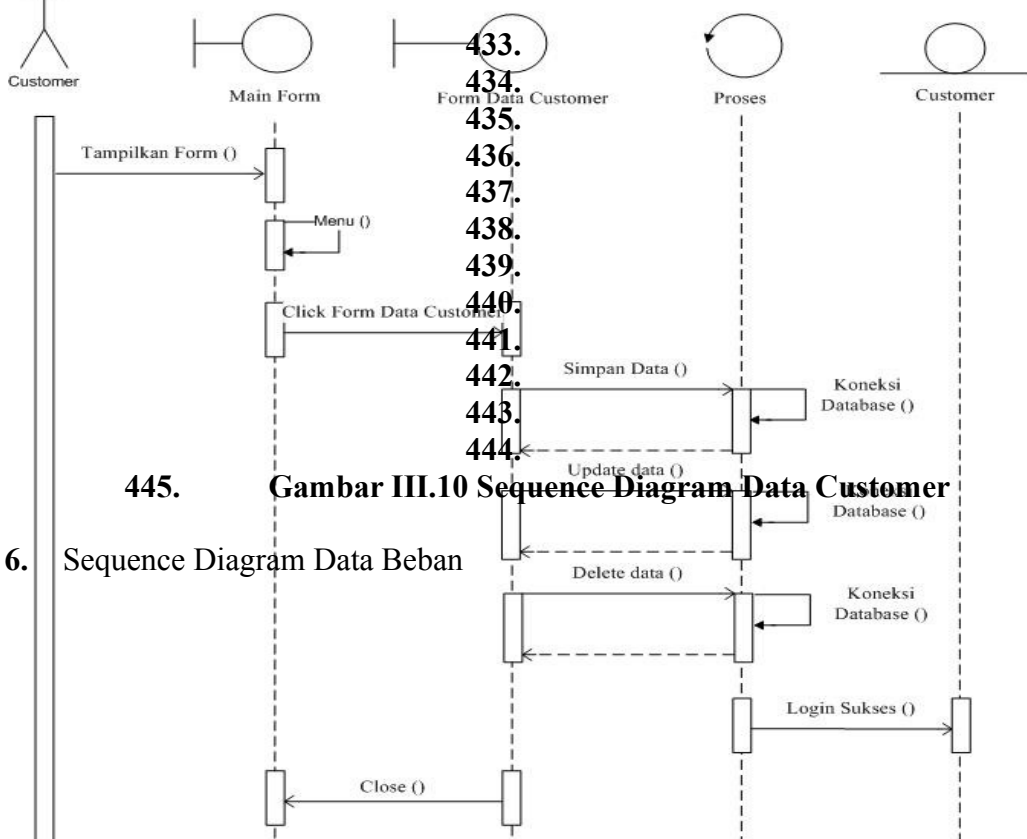 Customer
Main Form
Form Data Customer
Proses
Customer
433.
434.
435.
Tampilkan Form ()
436.
437.
Menu ()
438.
439.
Click Form Data Customer
440.
441.
Simpan Data ()
442.
Koneksi
Database ()
443.
444.
Update data ()
445. Gambar III.10 Sequence Diagram Data Customer
Koneksi
Database ()
6. Sequence Diagram Data Beban
Delete data ()
Koneksi
Database ()
Login Sukses ()
Close ()